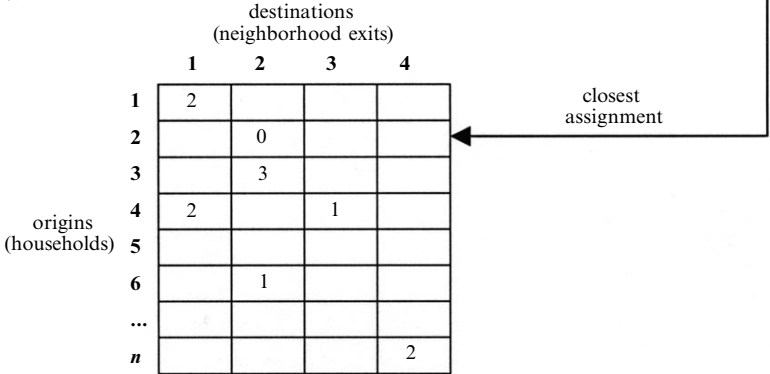 destinations
(neighborhood exits)
1 2 3 4
1 2
closest
assignment
2 0
3 3
4 2 1
origins
(households)
5
6 1
...
n 2